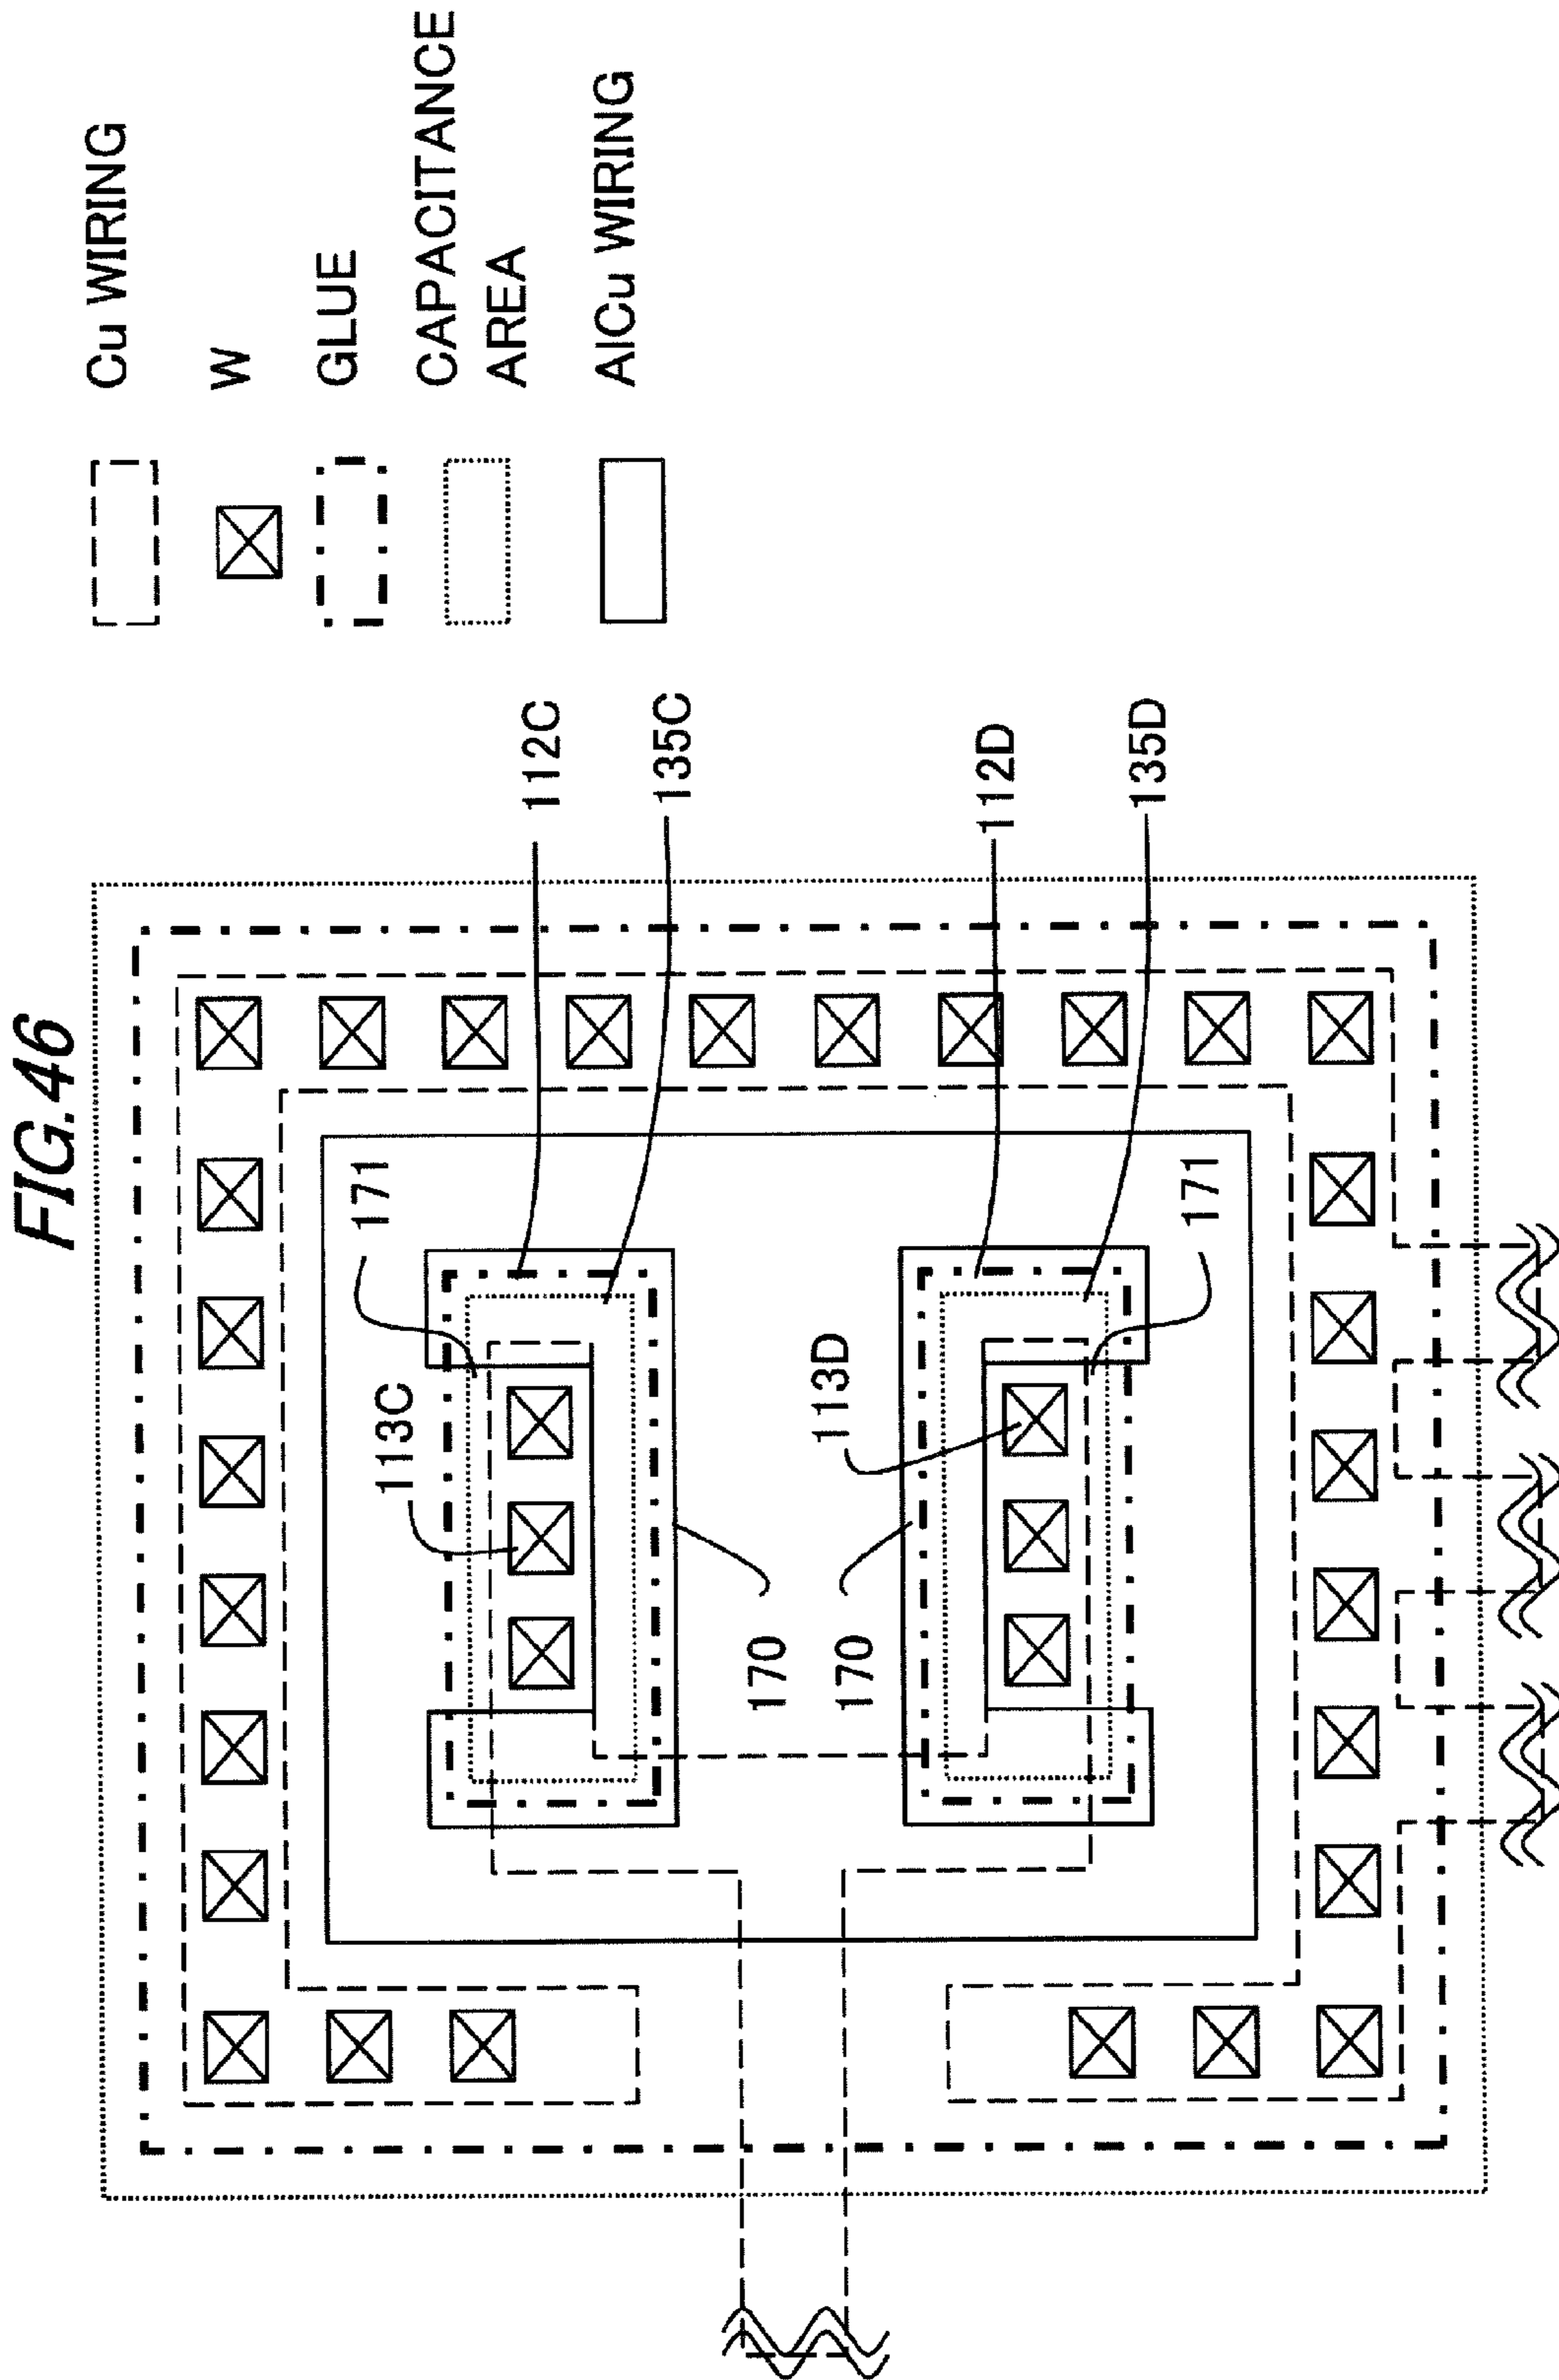 FIG.46
Cu WIRING
W
GLUE
CAPACITANCE
AREA
AlCu WIRING
112C
135C
112D
135D
171
171
113C
113D
170
170